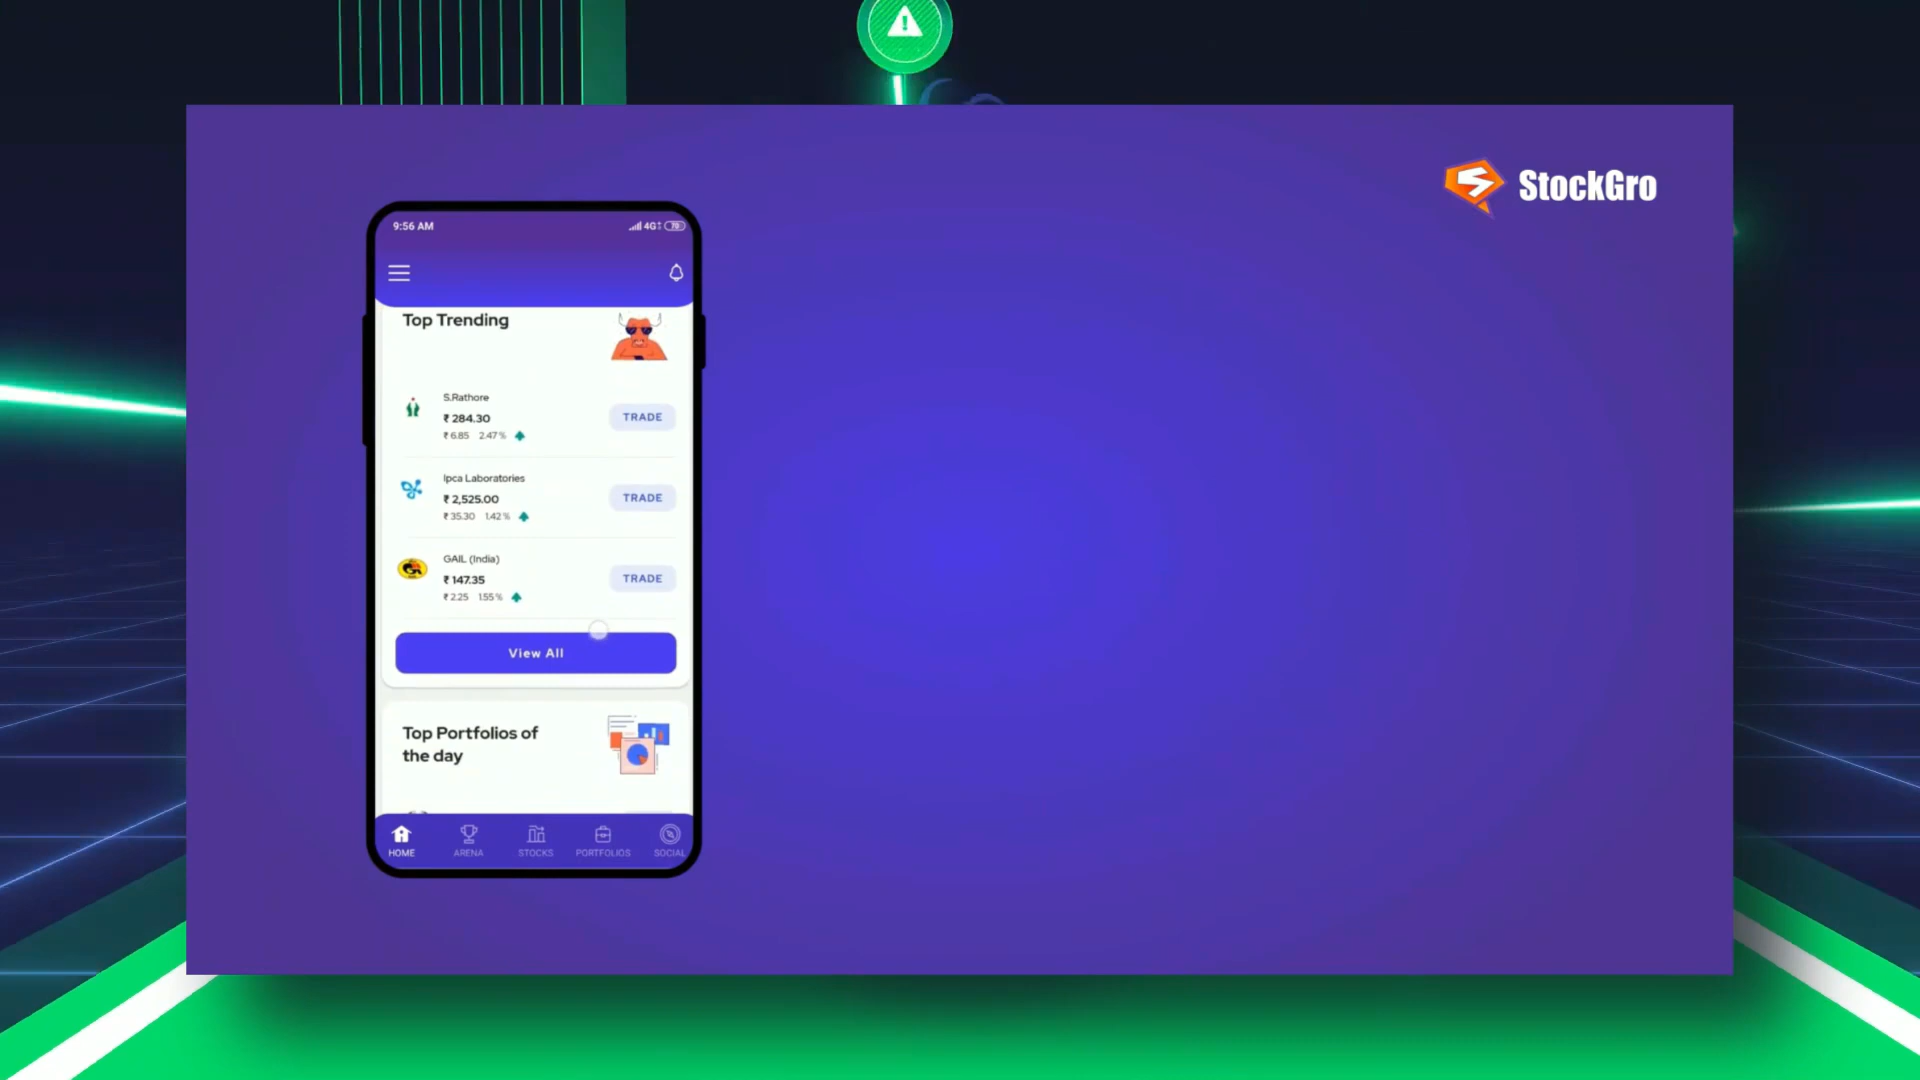 StockGro
9:56 AM
4G 70
Top Trending
S.Rathore
₹ 284.30
₹ 6.85 2.47 %
TRADE
Ipca Laboratories
₹ 2,525.00
₹ 35.30 1.42 %
TRADE
GAIL (India)
₹ 147.35
₹ 2.25 1.55 %
TRADE
View All
Top Portfolios of
the day
HOME ARENA STOCKS PORTFOLIOS SOCIAL